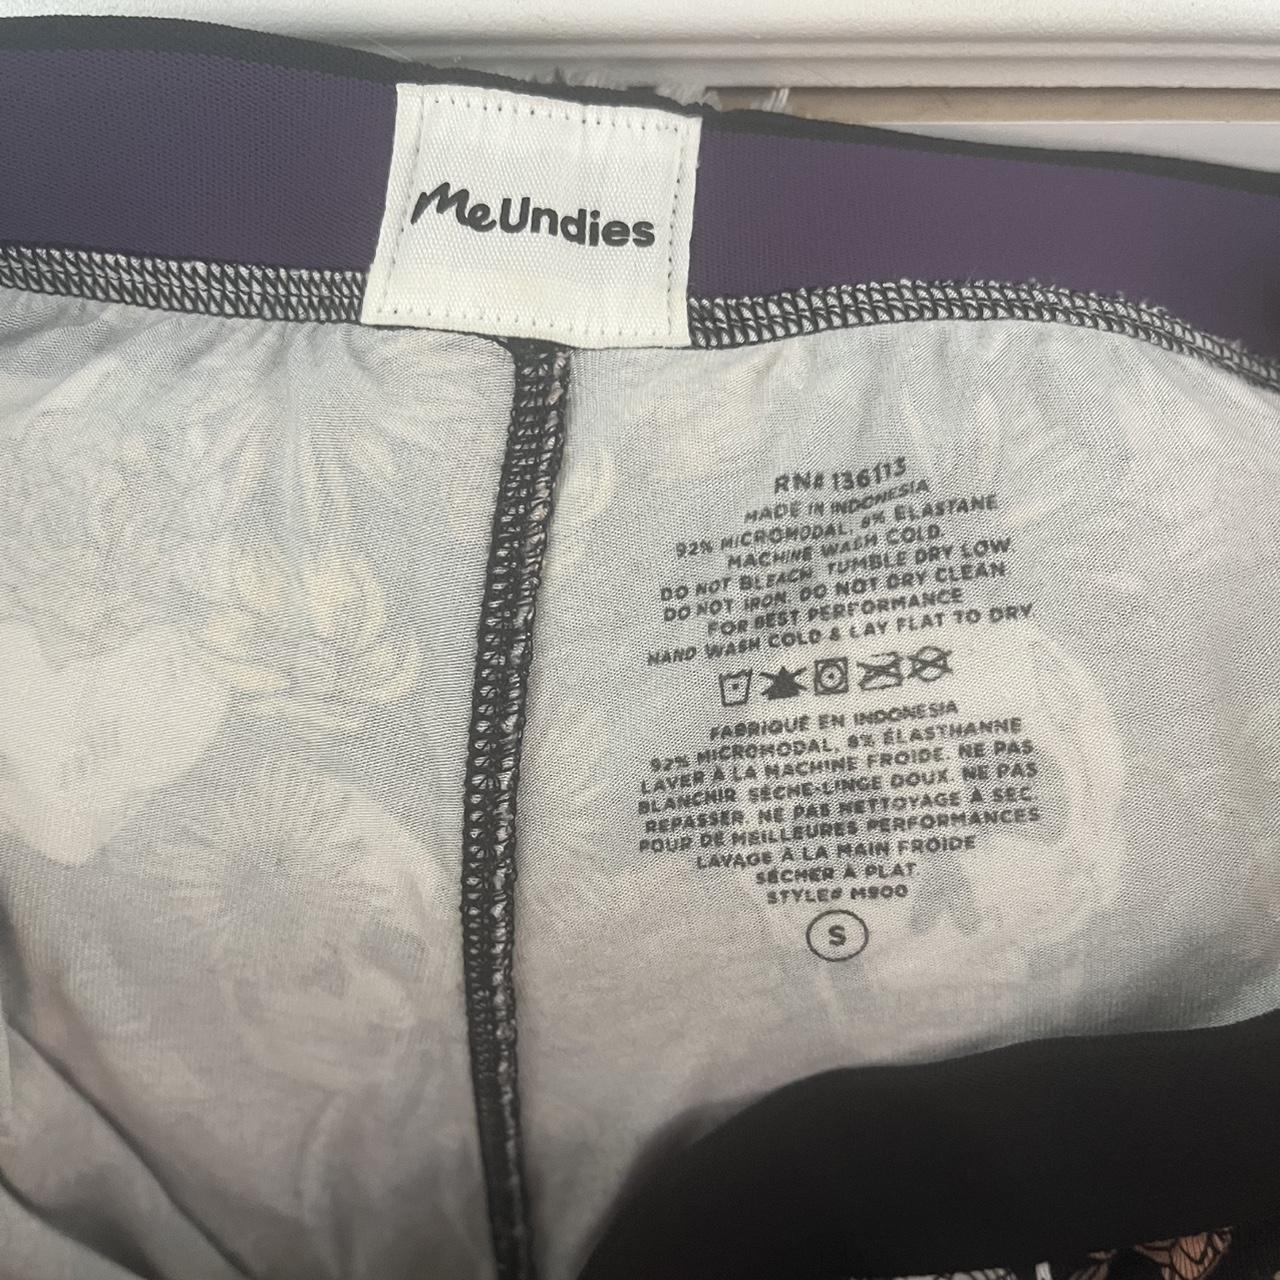 MeUndies
RN# 136113
MADE IN INDONESIA
92% MICROMODAL, 8% ELASTANE
MACHINE WASH COLD.
DO NOT BLEACH. TUMBLE DRY LOW.
DO NOT IRON. DO NOT DRY CLEAN.
FOR BEST PERFORMANCE
HAND WASH COLD & LAY FLAT TO DRY.
FABRIQUÉ EN INDONESIA
92% MICROMODAL, 8% ÉLASTHANNE
LAVER À LA MACHINE FROIDE. NE PAS
BLANCHIR. SÈCHE-LINGE DOUX. NE PAS
REPASSER. NE PAS NETTOYAGE À SEC.
POUR DE MEILLEURES PERFORMANCES
LAVAGE À LA MAIN FROIDE
SÉCHER À PLAT.
STYLE# M900
S